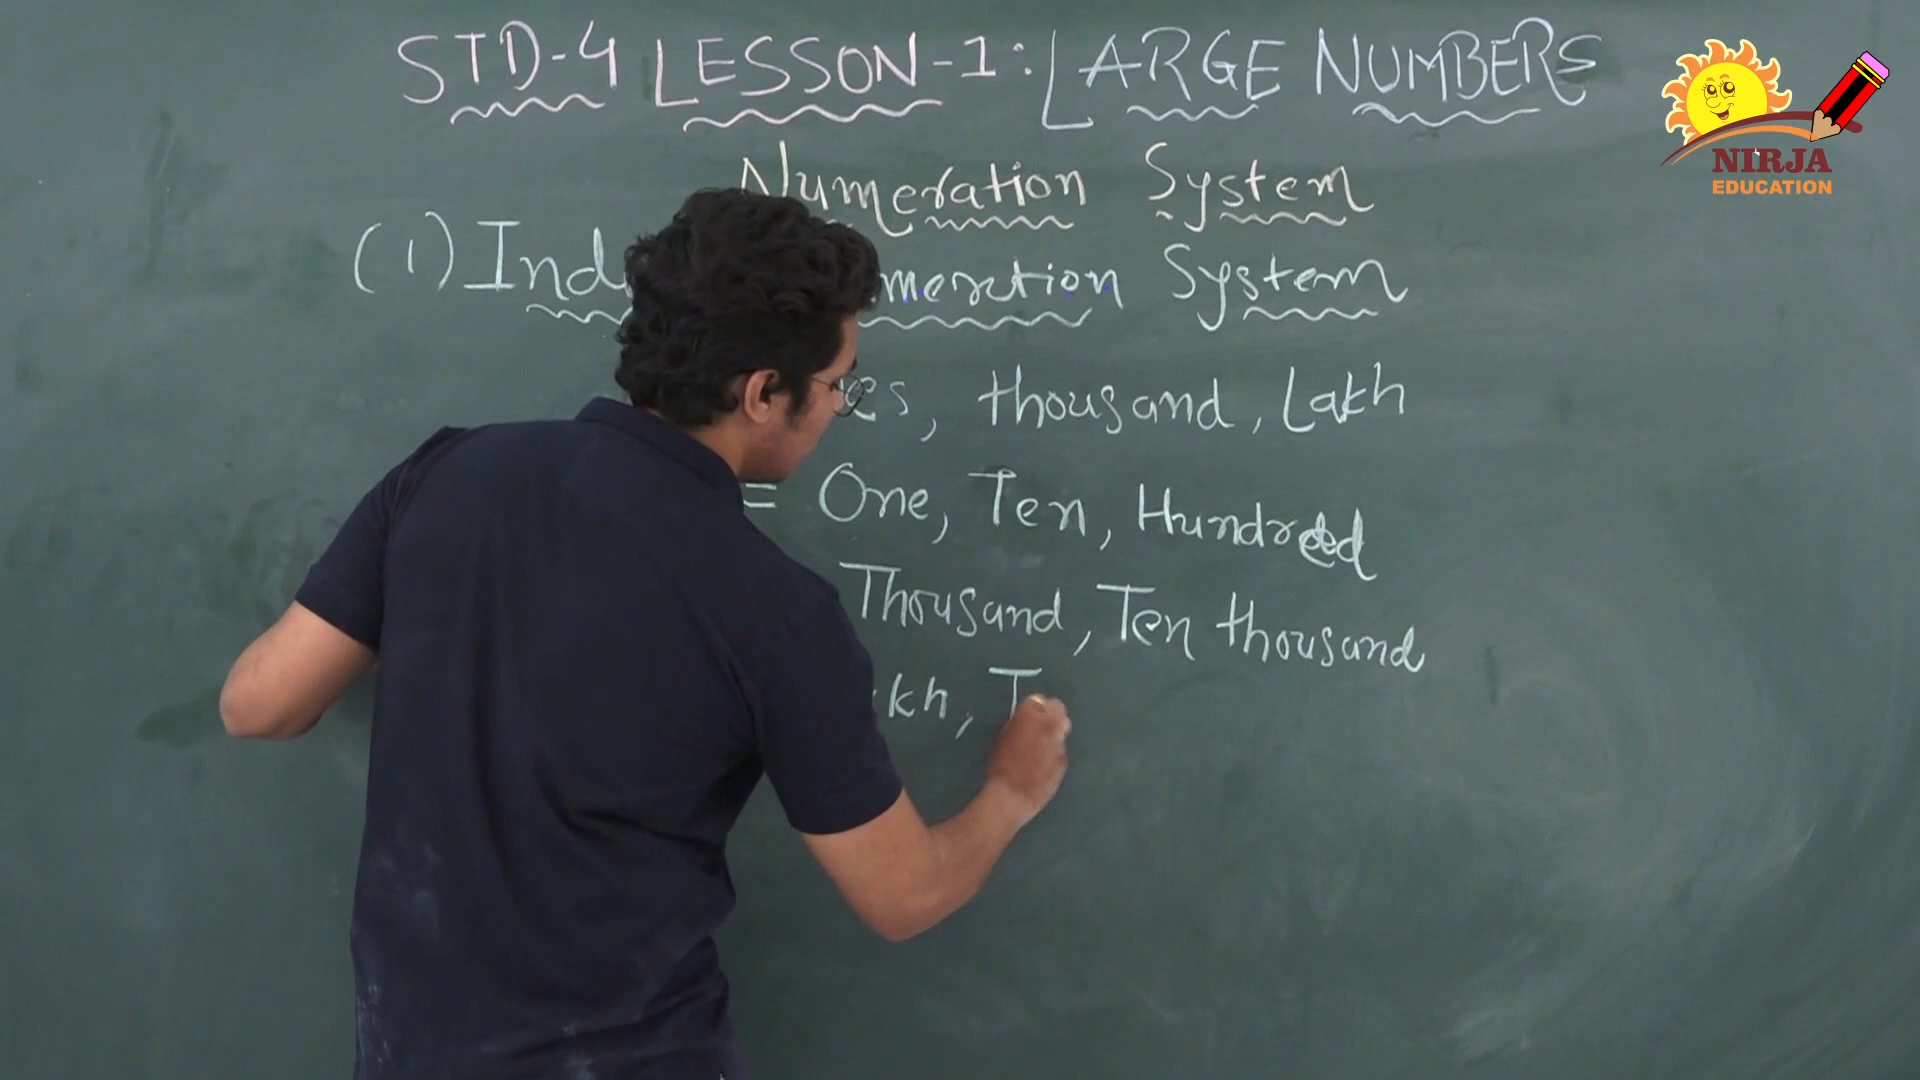 STD-4 LESSON-1: LARGE NUMBERS
NIRJA
EDUCATION
Numeration System
(1) Ind meration System
es, thousand, Lakh
= One, Ten, Hundred
Thousand, Ten thousand
kh, T